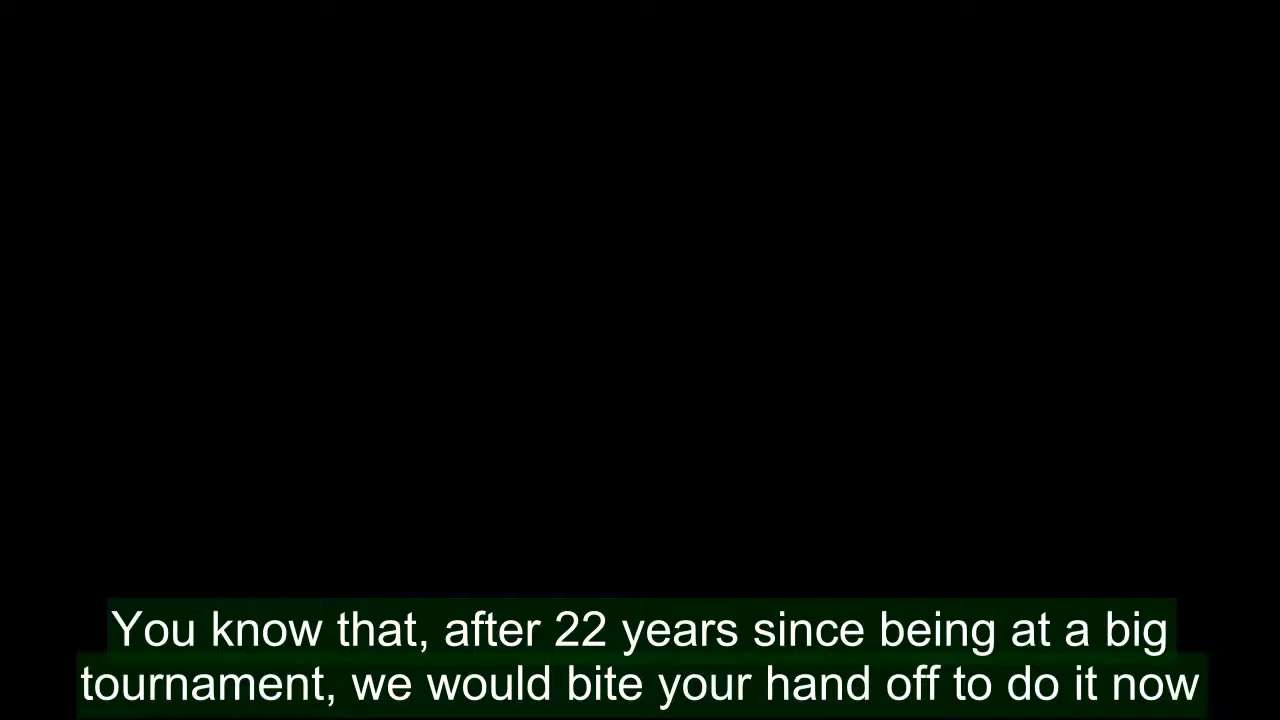 You know that, after 22 years since being at a big
tournament, we would bite your hand off to do it now